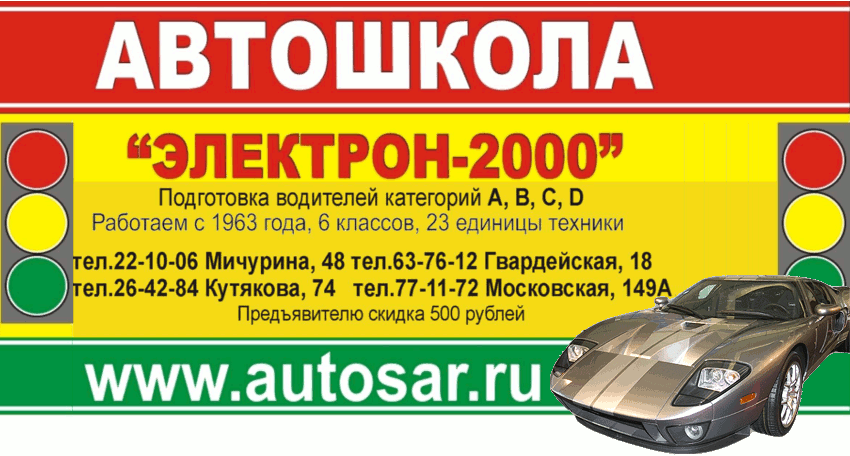 АВТОШКОЛА
“ЭЛЕКТРОН-2000”
Подготовка водителей категорий A, B, C, D
Работаем с 1963 года, 6 классов, 23 единицы техники
тел.22-10-06 Мичурина, 48 тел.63-76-12 Гвардейская, 18
тел.26-42-84 Кутякова, 74 тел.77-11-72 Московская, 149А
Предъявителю скидка 500 рублей
www.autosar.ru